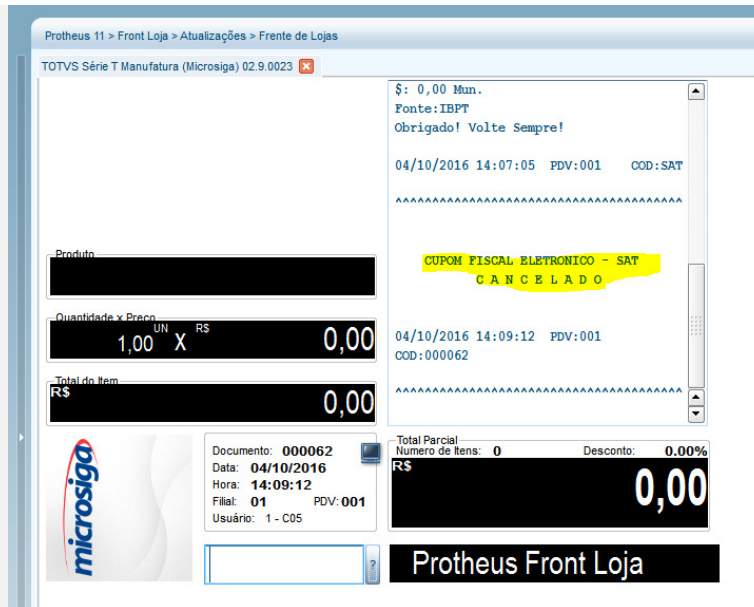 Protheus 11 > Front Loja > Atualizações > Frente de Lojas
TOTVS Série T Manufatura (Microsiga) 02.9.0023
$: 0,00 Mun.
Fonte:IBPT
Obrigado! Volte Sempre!
04/10/2016 14:07:05 PDV:001 COD:SAT
^^^^^^^^^^^^^^^^^^^^^^^^^^^^^^^^^^^^^^^
CUPOM FISCAL ELETRONICO - SAT
C A N C E L A D O
04/10/2016 14:09:12 PDV:001
COD:000062
^^^^^^^^^^^^^^^^^^^^^^^^^^^^^^^^^^^^^^^
Produto
Quantidade x Preço
1,00 UN X R$ 0,00
Total do Item
R$ 0,00
microsiga
Documento: 000062
Data: 04/10/2016
Hora: 14:09:12
Filial: 01 PDV: 001
Usuário: 1 - C05
?
Total Parcial
Numero de Itens: 0 Desconto: 0.00%
R$ 0,00
Protheus Front Loja